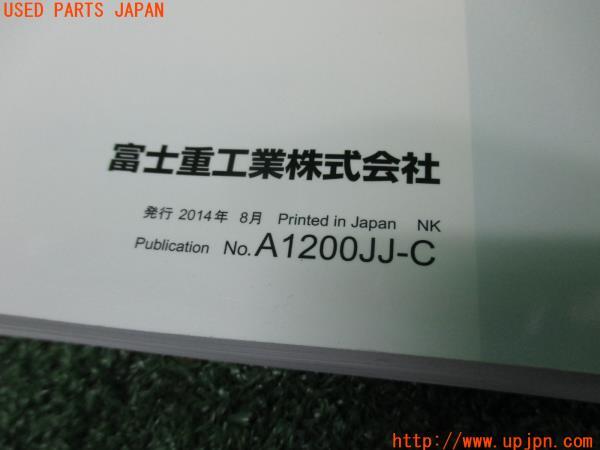 USED PARTS JAPAN
富士重工業株式会社
発行 2014年 8月 Printed in Japan NK
Publication No. A1200JJ-C
http://www.upjpn.com/